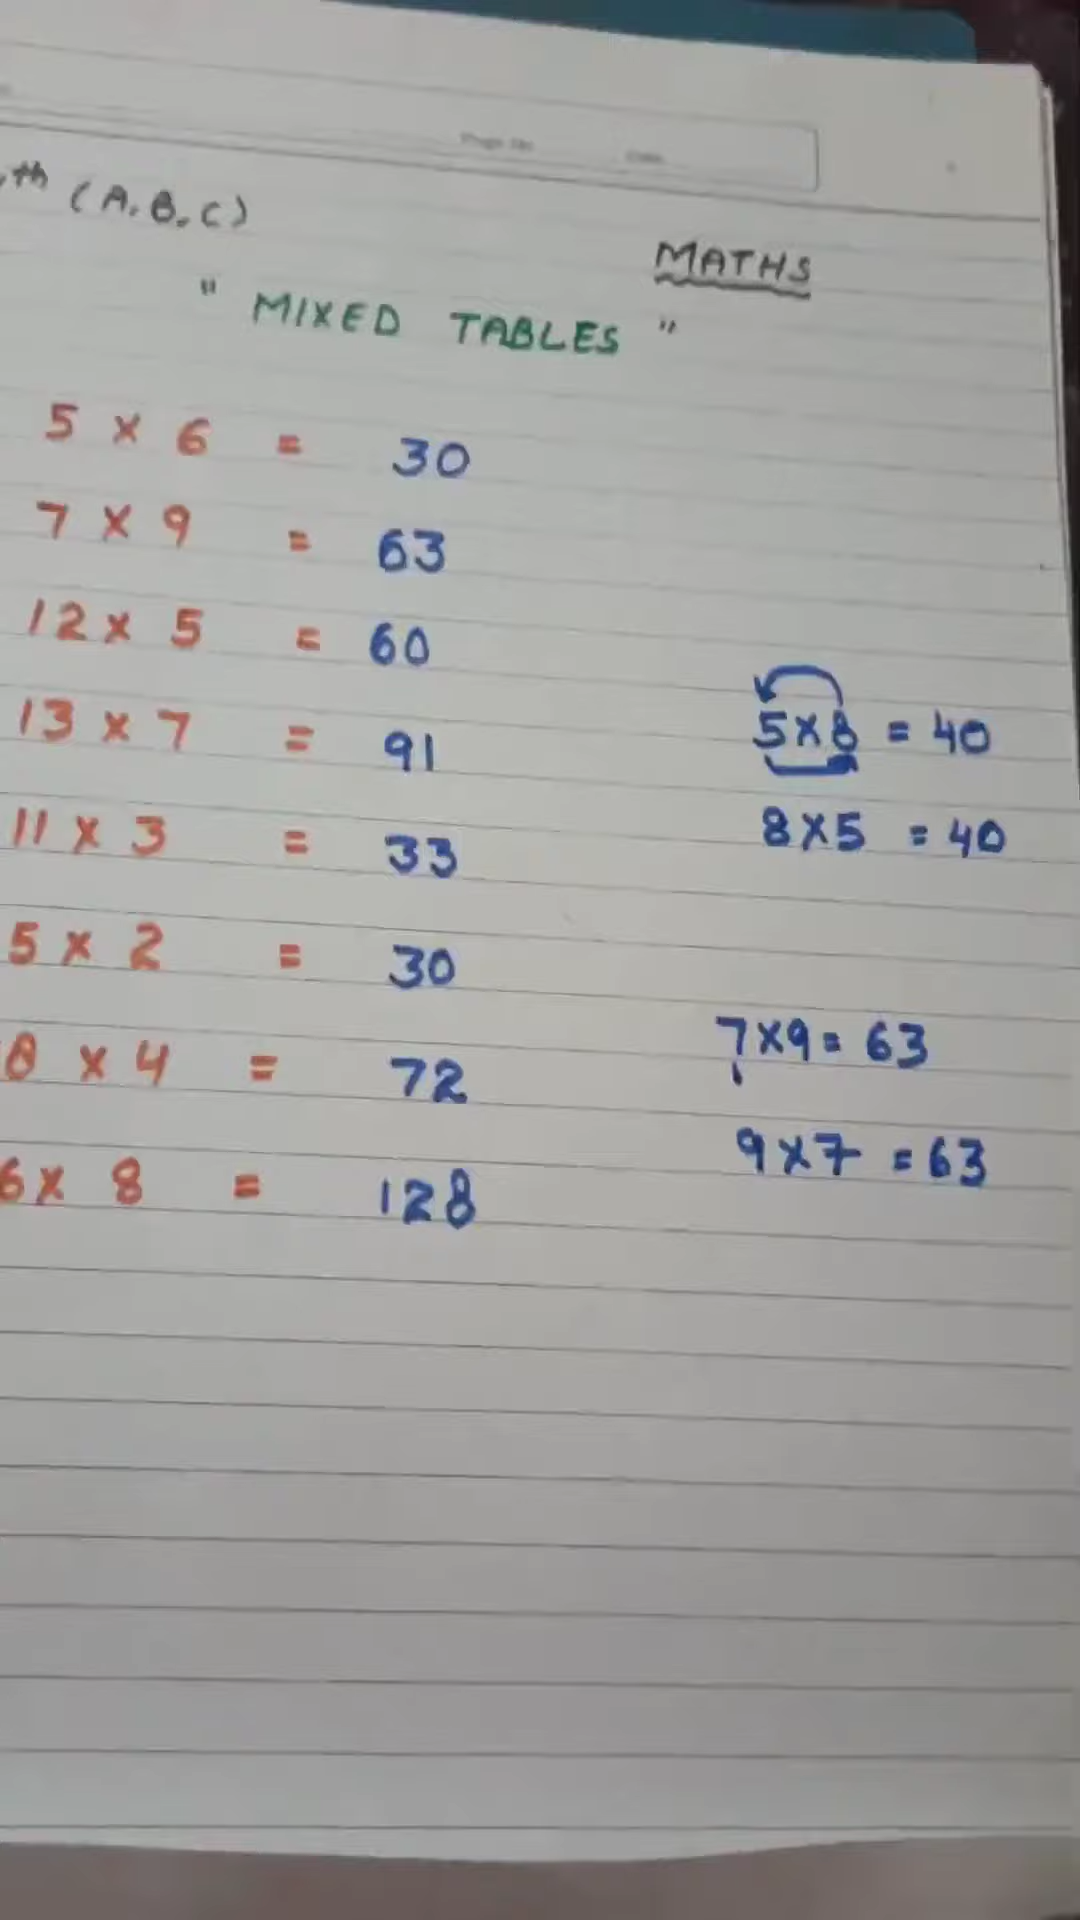 th (A.B.C)
MATHS
" MIXED TABLES "
5 x 6 = 30
7 x 9 = 63
12 x 5 = 60
13 x 7 = 91
11 x 3 = 33
5 x 2 = 30
8 x 4 = 72
6 x 8 = 128
5x8 = 40
8x5 = 40
7x9 = 63
9x7 = 63